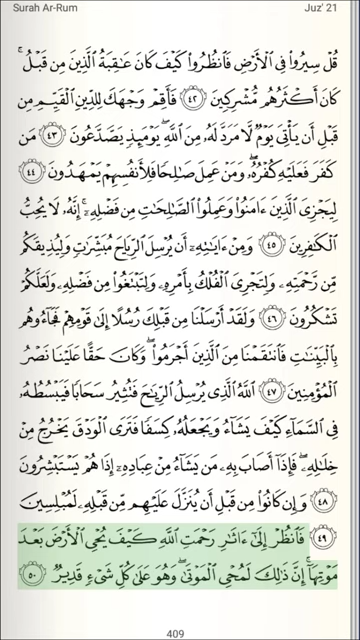 Surah Ar-Rum
Juz' 21
قُلْ سِيرُوا۟ فِى ٱلْأَرْضِ فَٱنظُرُوا۟ كَيْفَ كَانَ عَـٰقِبَةُ ٱلَّذِينَ مِن قَبْلُ ۚ
كَانَ أَكْثَرُهُم مُّشْرِكِينَ ٤٢ فَأَقِمْ وَجْهَكَ لِلدِّينِ ٱلْقَيِّمِ مِن
قَبْلِ أَن يَأْتِىَ يَوْمٌ لَّا مَرَدَّ لَهُۥ مِنَ ٱللَّهِ ۖ يَوْمَئِذٍ يَصَّدَّعُونَ ٤٣ مَن
كَفَرَ فَعَلَيْهِ كُفْرُهُۥ ۖ وَمَنْ عَمِلَ صَـٰلِحًا فَلِأَنفُسِهِمْ يَمْهَدُونَ ٤٤
لِيَجْزِىَ ٱلَّذِينَ ءَامَنُوا۟ وَعَمِلُوا۟ ٱلصَّـٰلِحَـٰتِ مِن فَضْلِهِۦٓ ۚ إِنَّهُۥ لَا يُحِبُّ
ٱلْكَـٰفِرِينَ ٤٥ وَمِنْ ءَايَـٰتِهِۦٓ أَن يُرْسِلَ ٱلرِّيَاحَ مُبَشِّرَٰتٍ وَلِيُذِيقَكُم
مِّن رَّحْمَتِهِۦ وَلِتَجْرِىَ ٱلْفُلْكُ بِأَمْرِهِۦ وَلِتَبْتَغُوا۟ مِن فَضْلِهِۦ وَلَعَلَّكُمْ
تَشْكُرُونَ ٤٦ وَلَقَدْ أَرْسَلْنَا مِن قَبْلِكَ رُسُلًا إِلَىٰ قَوْمِهِمْ فَجَآءُوهُم
بِٱلْبَيِّنَـٰتِ فَٱنتَقَمْنَا مِنَ ٱلَّذِينَ أَجْرَمُوا۟ ۖ وَكَانَ حَقًّا عَلَيْنَا نَصْرُ
ٱلْمُؤْمِنِينَ ٤٧ ٱللَّهُ ٱلَّذِى يُرْسِلُ ٱلرِّيَـٰحَ فَتُثِيرُ سَحَابًا فَيَبْسُطُهُۥ
فِى ٱلسَّمَآءِ كَيْفَ يَشَآءُ وَيَجْعَلُهُۥ كِسَفًا فَتَرَى ٱلْوَدْقَ يَخْرُجُ مِنْ
خِلَـٰلِهِۦ ۖ فَإِذَآ أَصَابَ بِهِۦ مَن يَشَآءُ مِنْ عِبَادِهِۦٓ إِذَا هُمْ يَسْتَبْشِرُونَ
٤٨ وَإِن كَانُوا۟ مِن قَبْلِ أَن يُنَزَّلَ عَلَيْهِم مِّن قَبْلِهِۦ لَمُبْلِسِينَ
٤٩ فَٱنظُرْ إِلَىٰٓ ءَاثَـٰرِ رَحْمَتِ ٱللَّهِ كَيْفَ يُحْىِ ٱلْأَرْضَ بَعْدَ
مَوْتِهَآ ۚ إِنَّ ذَٰلِكَ لَمُحْىِ ٱلْمَوْتَىٰ ۖ وَهُوَ عَلَىٰ كُلِّ شَىْءٍ قَدِيرٌ ٥٠
409